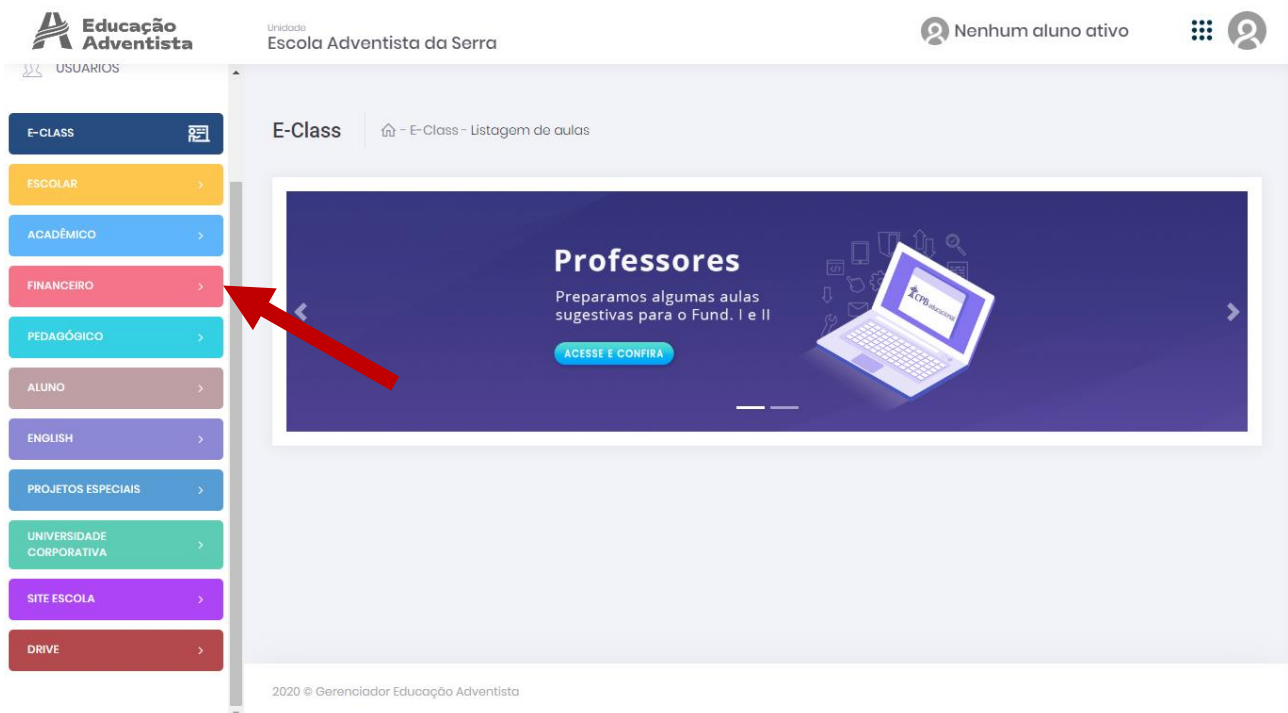 Educação
Adventista
Unidade
Escola Adventista da Serra
Nenhum aluno ativo
USUÁRIOS
E-CLASS
ESCOLAR
ACADÊMICO
FINANCEIRO
PEDAGÓGICO
ALUNO
ENGLISH
PROJETOS ESPECIAIS
UNIVERSIDADE
CORPORATIVA
SITE ESCOLA
DRIVE
E-Class
- E-Class - Listagem de aulas
Professores
Preparamos algumas aulas
sugestivas para o Fund. I e II
ACESSE E CONFIRA
CPB educacional
2020 © Gerenciador Educação Adventista